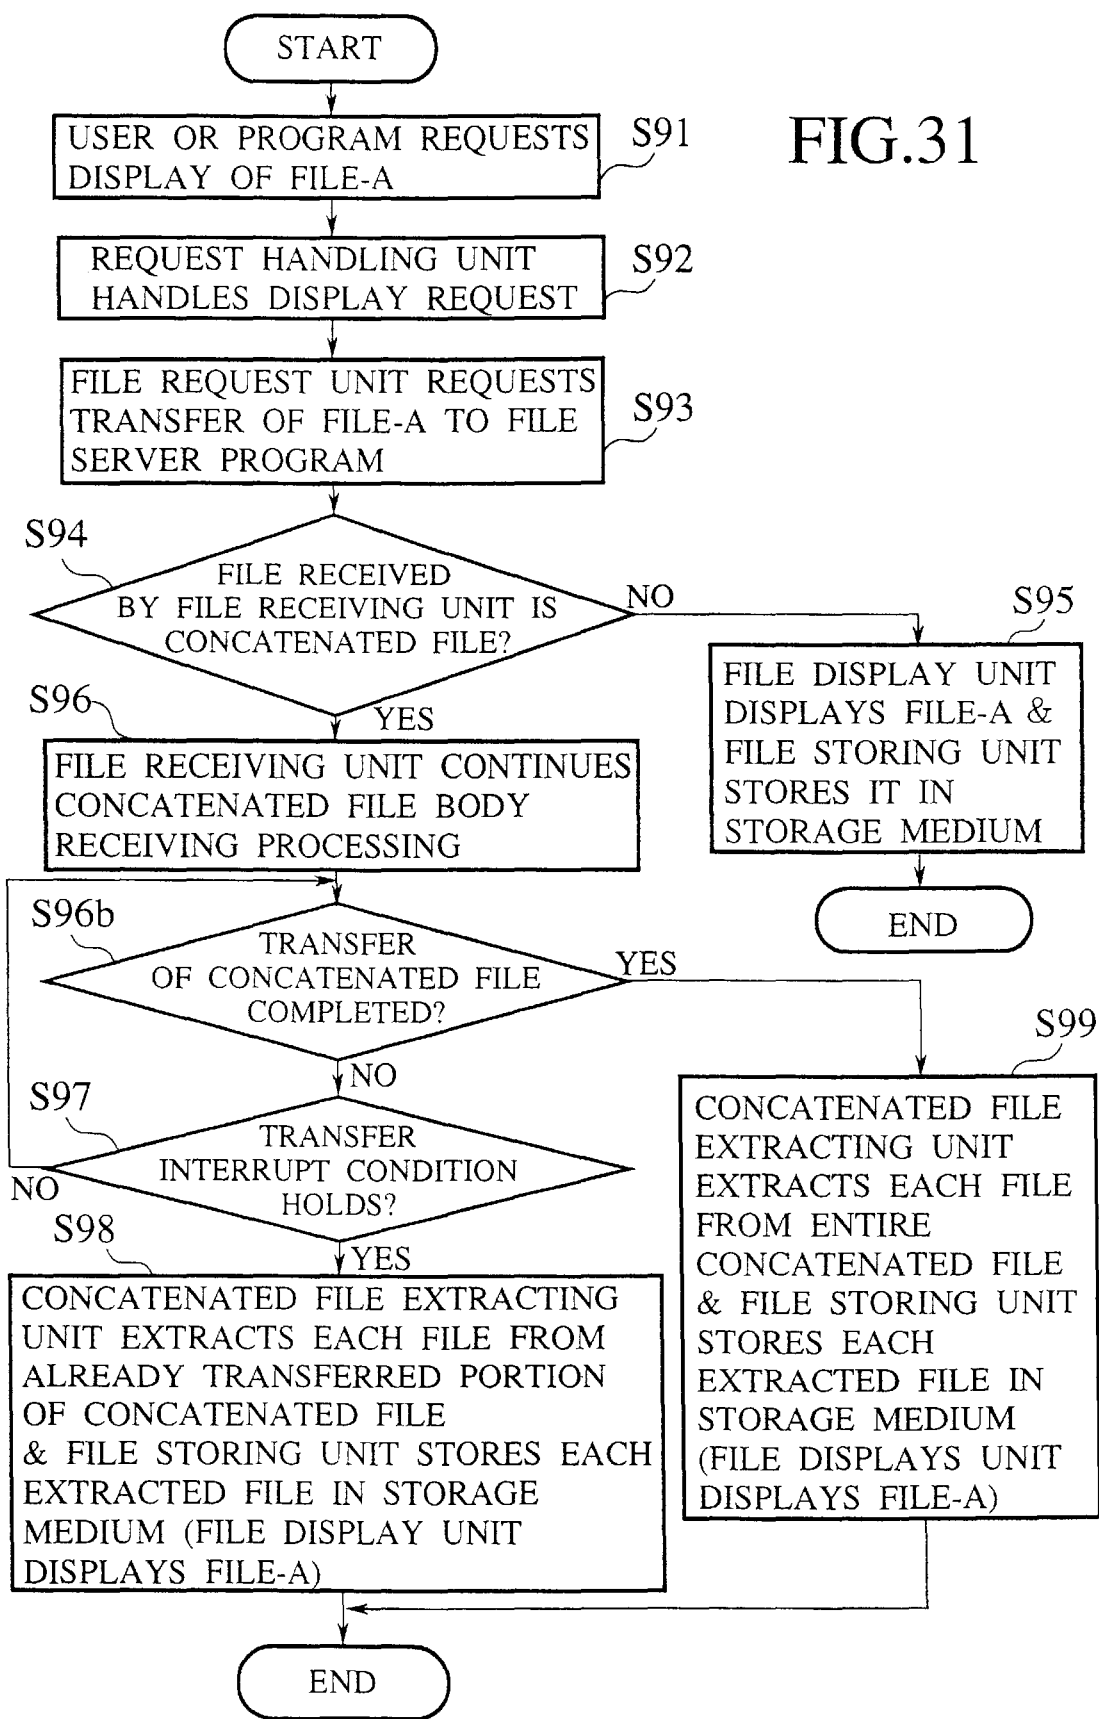 START
FIG.31
USER OR PROGRAM REQUESTS
DISPLAY OF FILE-A
S91
REQUEST HANDLING UNIT
HANDLES DISPLAY REQUEST
S92
FILE REQUEST UNIT REQUESTS
TRANSFER OF FILE-A TO FILE
SERVER PROGRAM
S93
S94
FILE RECEIVED
BY FILE RECEIVING UNIT IS
CONCATENATED FILE?
NO
YES
S95
FILE DISPLAY UNIT
DISPLAYS FILE-A &
FILE STORING UNIT
STORES IT IN
STORAGE MEDIUM
END
S96
FILE RECEIVING UNIT CONTINUES
CONCATENATED FILE BODY
RECEIVING PROCESSING
S96b
TRANSFER
OF CONCATENATED FILE
COMPLETED?
YES
NO
S97
TRANSFER
INTERRUPT CONDITION
HOLDS?
NO
YES
S98
CONCATENATED FILE EXTRACTING
UNIT EXTRACTS EACH FILE FROM
ALREADY TRANSFERRED PORTION
OF CONCATENATED FILE
& FILE STORING UNIT STORES EACH
EXTRACTED FILE IN STORAGE
MEDIUM (FILE DISPLAY UNIT
DISPLAYS FILE-A)
S99
CONCATENATED FILE
EXTRACTING UNIT
EXTRACTS EACH FILE
FROM ENTIRE
CONCATENATED FILE
& FILE STORING UNIT
STORES EACH
EXTRACTED FILE IN
STORAGE MEDIUM
(FILE DISPLAYS UNIT
DISPLAYS FILE-A)
END